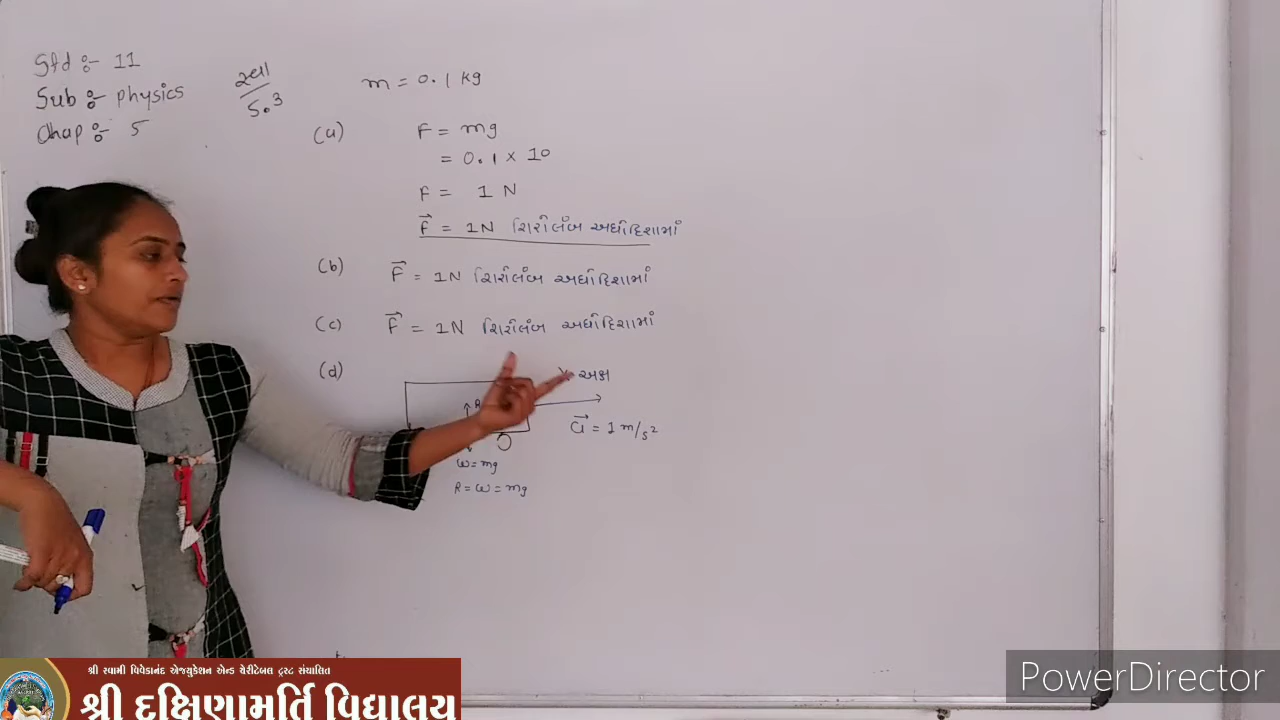 Std :- 11
Sub :- physics
Chap :- 5
સ્વા
5.3
m = 0.1 kg
(a) F = mg
= 0.1 × 10
F = 1 N
F⃗ = 1N શિરોલંબ અધોદિશામાં
(b) F⃗ = 1N શિરોલંબ અધોદિશામાં
(c) F⃗ = 1N શિરોલંબ અધોદિશામાં
(d)
અક્ષ
R
a⃗ = 1 m/s²
w = mg
R = w = mg
શ્રી સ્વામી વિવેકાનંદ એજ્યુકેશન એન્ડ ચેરીટેબલ ટ્રસ્ટ સંચાલિત
શ્રી દક્ષિણામૂર્તિ વિદ્યાલય
PowerDirector